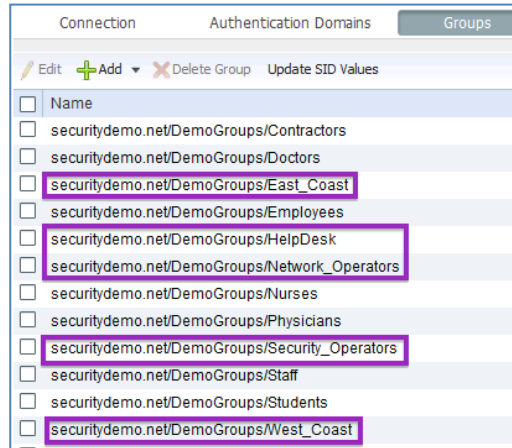 Connection Authentication Domains Groups
Edit Add Delete Group Update SID Values
Name
securitydemo.net/DemoGroups/Contractors
securitydemo.net/DemoGroups/Doctors
securitydemo.net/DemoGroups/East_Coast
securitydemo.net/DemoGroups/Employees
securitydemo.net/DemoGroups/HelpDesk
securitydemo.net/DemoGroups/Network_Operators
securitydemo.net/DemoGroups/Nurses
securitydemo.net/DemoGroups/Physicians
securitydemo.net/DemoGroups/Security_Operators
securitydemo.net/DemoGroups/Staff
securitydemo.net/DemoGroups/Students
securitydemo.net/DemoGroups/West_Coast